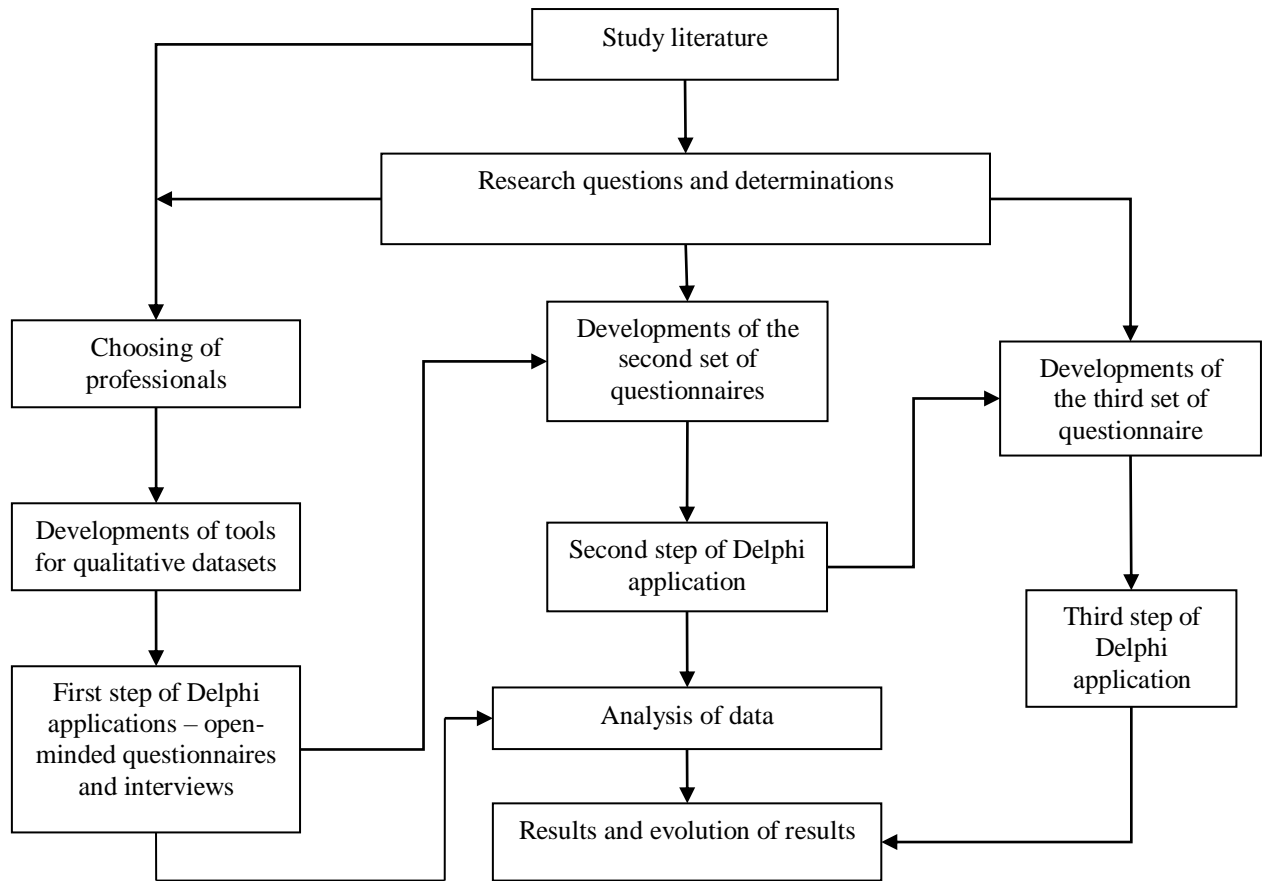 Study literature
Research questions and determinations
Choosing of
professionals
Developments of the
second set of
questionnaires
Developments of
the third set of
questionnaire
Developments of tools
for qualitative datasets
Second step of Delphi
application
Third step of
Delphi
application
First step of Delphi
applications – open-
minded questionnaires
and interviews
Analysis of data
Results and evolution of results